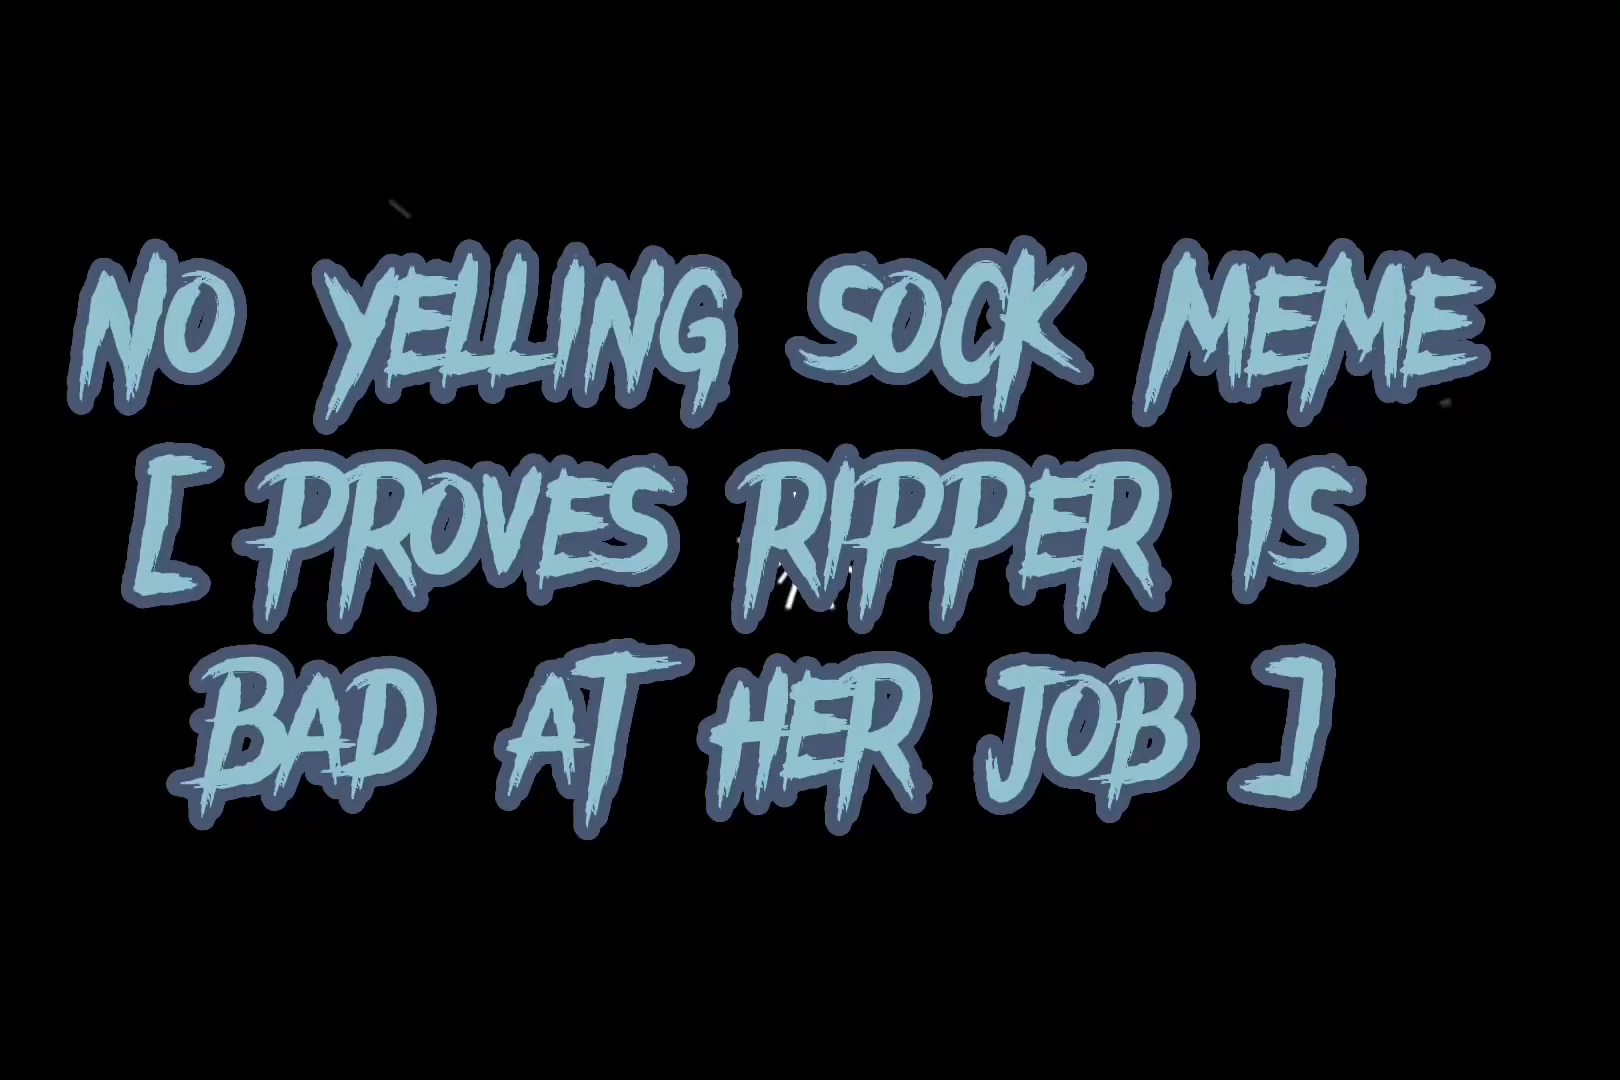 NO YELLING SOCK MEME
[ PROVES RIPPER IS
BAD AT HER JOB ]